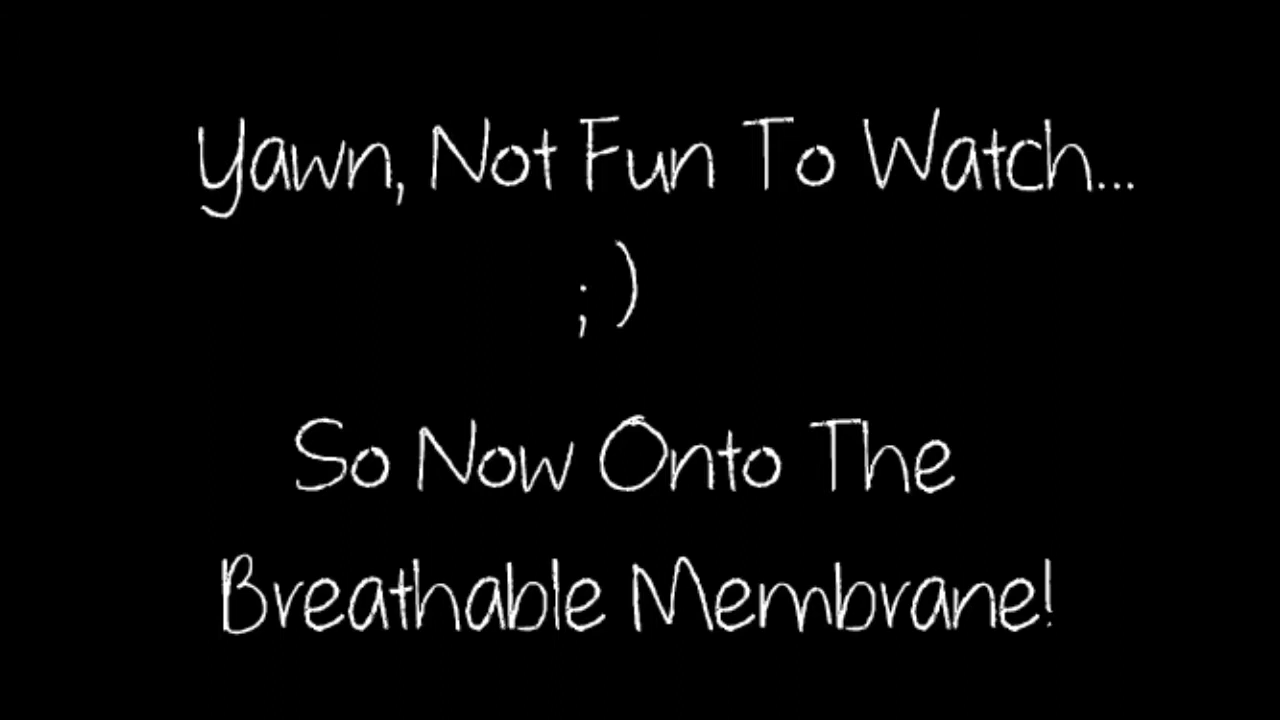 Yawn, Not Fun To Watch...
;)
So Now Onto The
Breathable Membrane!